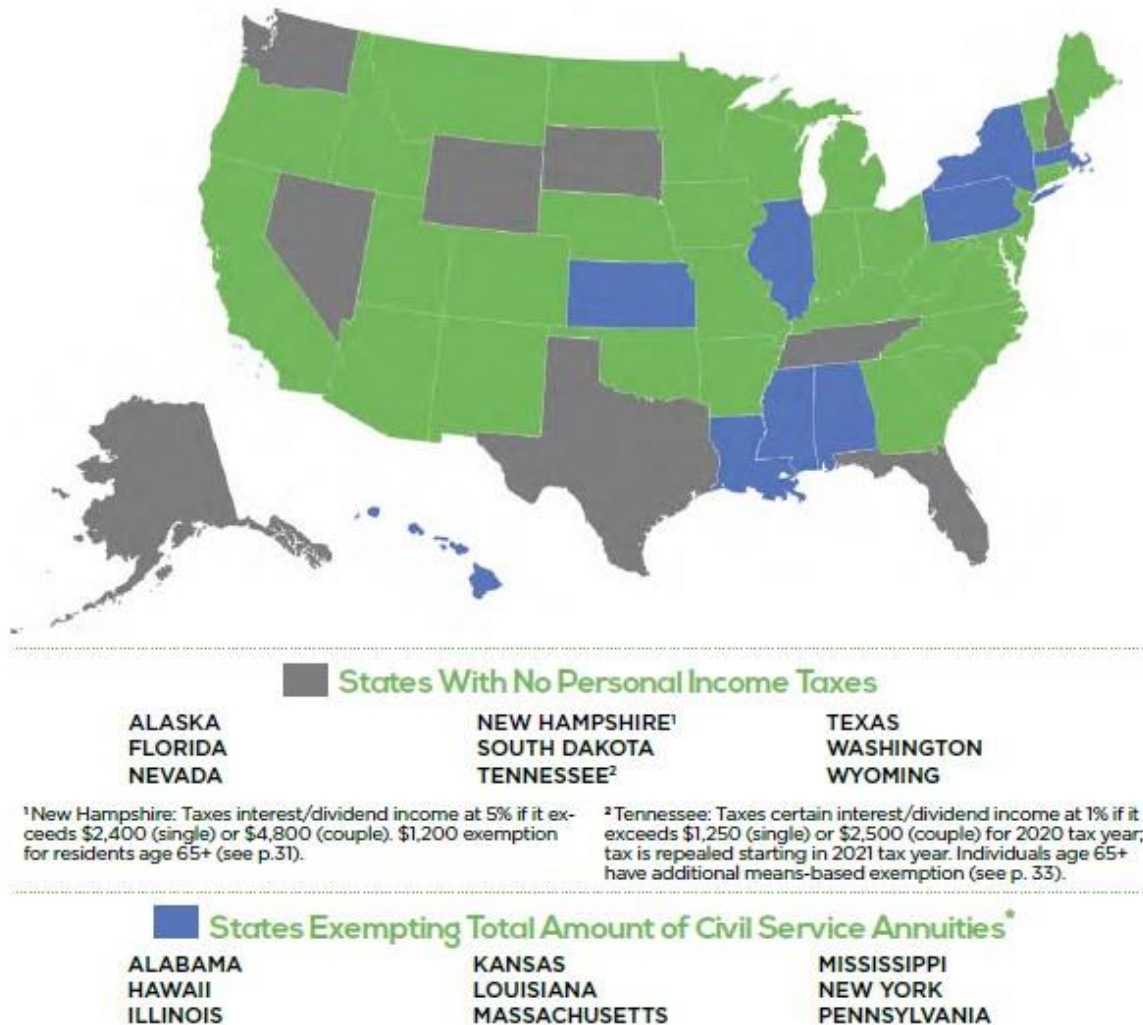 States With No Personal Income Taxes
ALASKA
FLORIDA
NEVADA
NEW HAMPSHIRE¹
SOUTH DAKOTA
TENNESSEE²
TEXAS
WASHINGTON
WYOMING
¹New Hampshire: Taxes interest/dividend income at 5% if it ex-
ceeds $2,400 (single) or $4,800 (couple). $1,200 exemption
for residents age 65+ (see p.31).
²Tennessee: Taxes certain interest/dividend income at 1% if it
exceeds $1,250 (single) or $2,500 (couple) for 2020 tax year;
tax is repealed starting in 2021 tax year. Individuals age 65+
have additional means-based exemption (see p. 33).
States Exempting Total Amount of Civil Service Annuities*
ALABAMA
HAWAII
ILLINOIS
KANSAS
LOUISIANA
MASSACHUSETTS
MISSISSIPPI
NEW YORK
PENNSYLVANIA